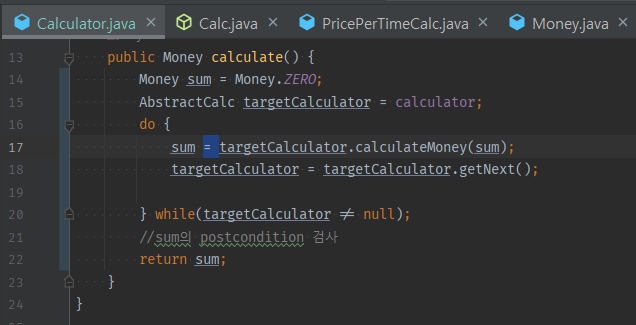 Calculator.java × Calc.java × PricePerTimeCalc.java × Money.java ×
13 public Money calculate() {
14 Money sum = Money.ZERO;
15 AbstractCalc targetCalculator = calculator;
16 do {
17 sum = targetCalculator.calculateMoney(sum);
18 targetCalculator = targetCalculator.getNext();
19
20 } while(targetCalculator ≠ null);
21 //sum의 postcondition 검사
22 return sum;
23 }
24 }